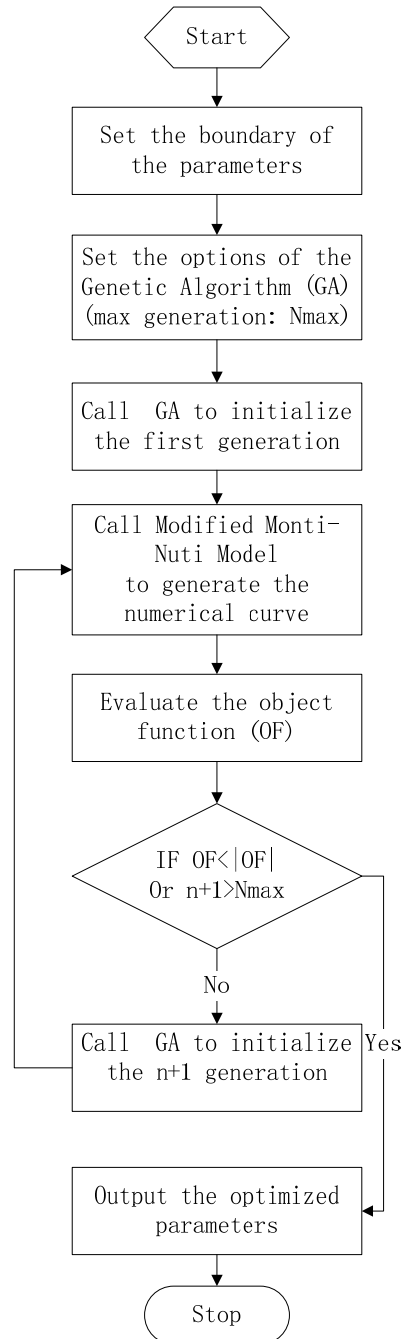 Start
Set the boundary of
the parameters
Set the options of the
Genetic Algorithm (GA)
(max generation: Nmax)
Call GA to initialize
the first generation
Call Modified Monti-
Nuti Model
to generate the
numerical curve
Evaluate the object
function (OF)
IF OF<|OF|
Or n+1>Nmax
No
Call GA to initialize
the n+1 generation
Yes
Output the optimized
parameters
Stop